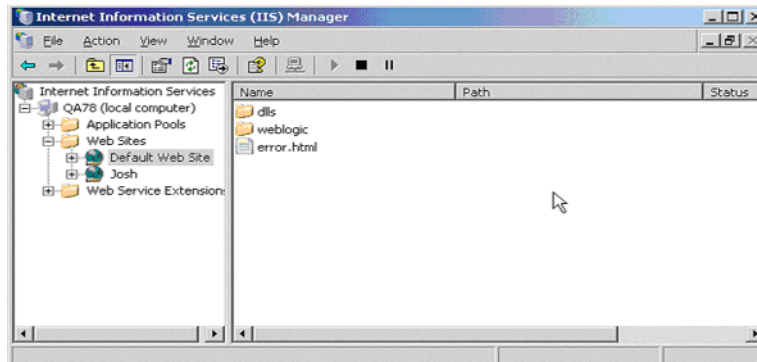 Internet Information Services (IIS) Manager
File Action View Window Help
Internet Information Services
QA78 (local computer)
Application Pools
Web Sites
Default Web Site
Josh
Web Service Extension
Name Path Status
dlls
weblogic
error.html